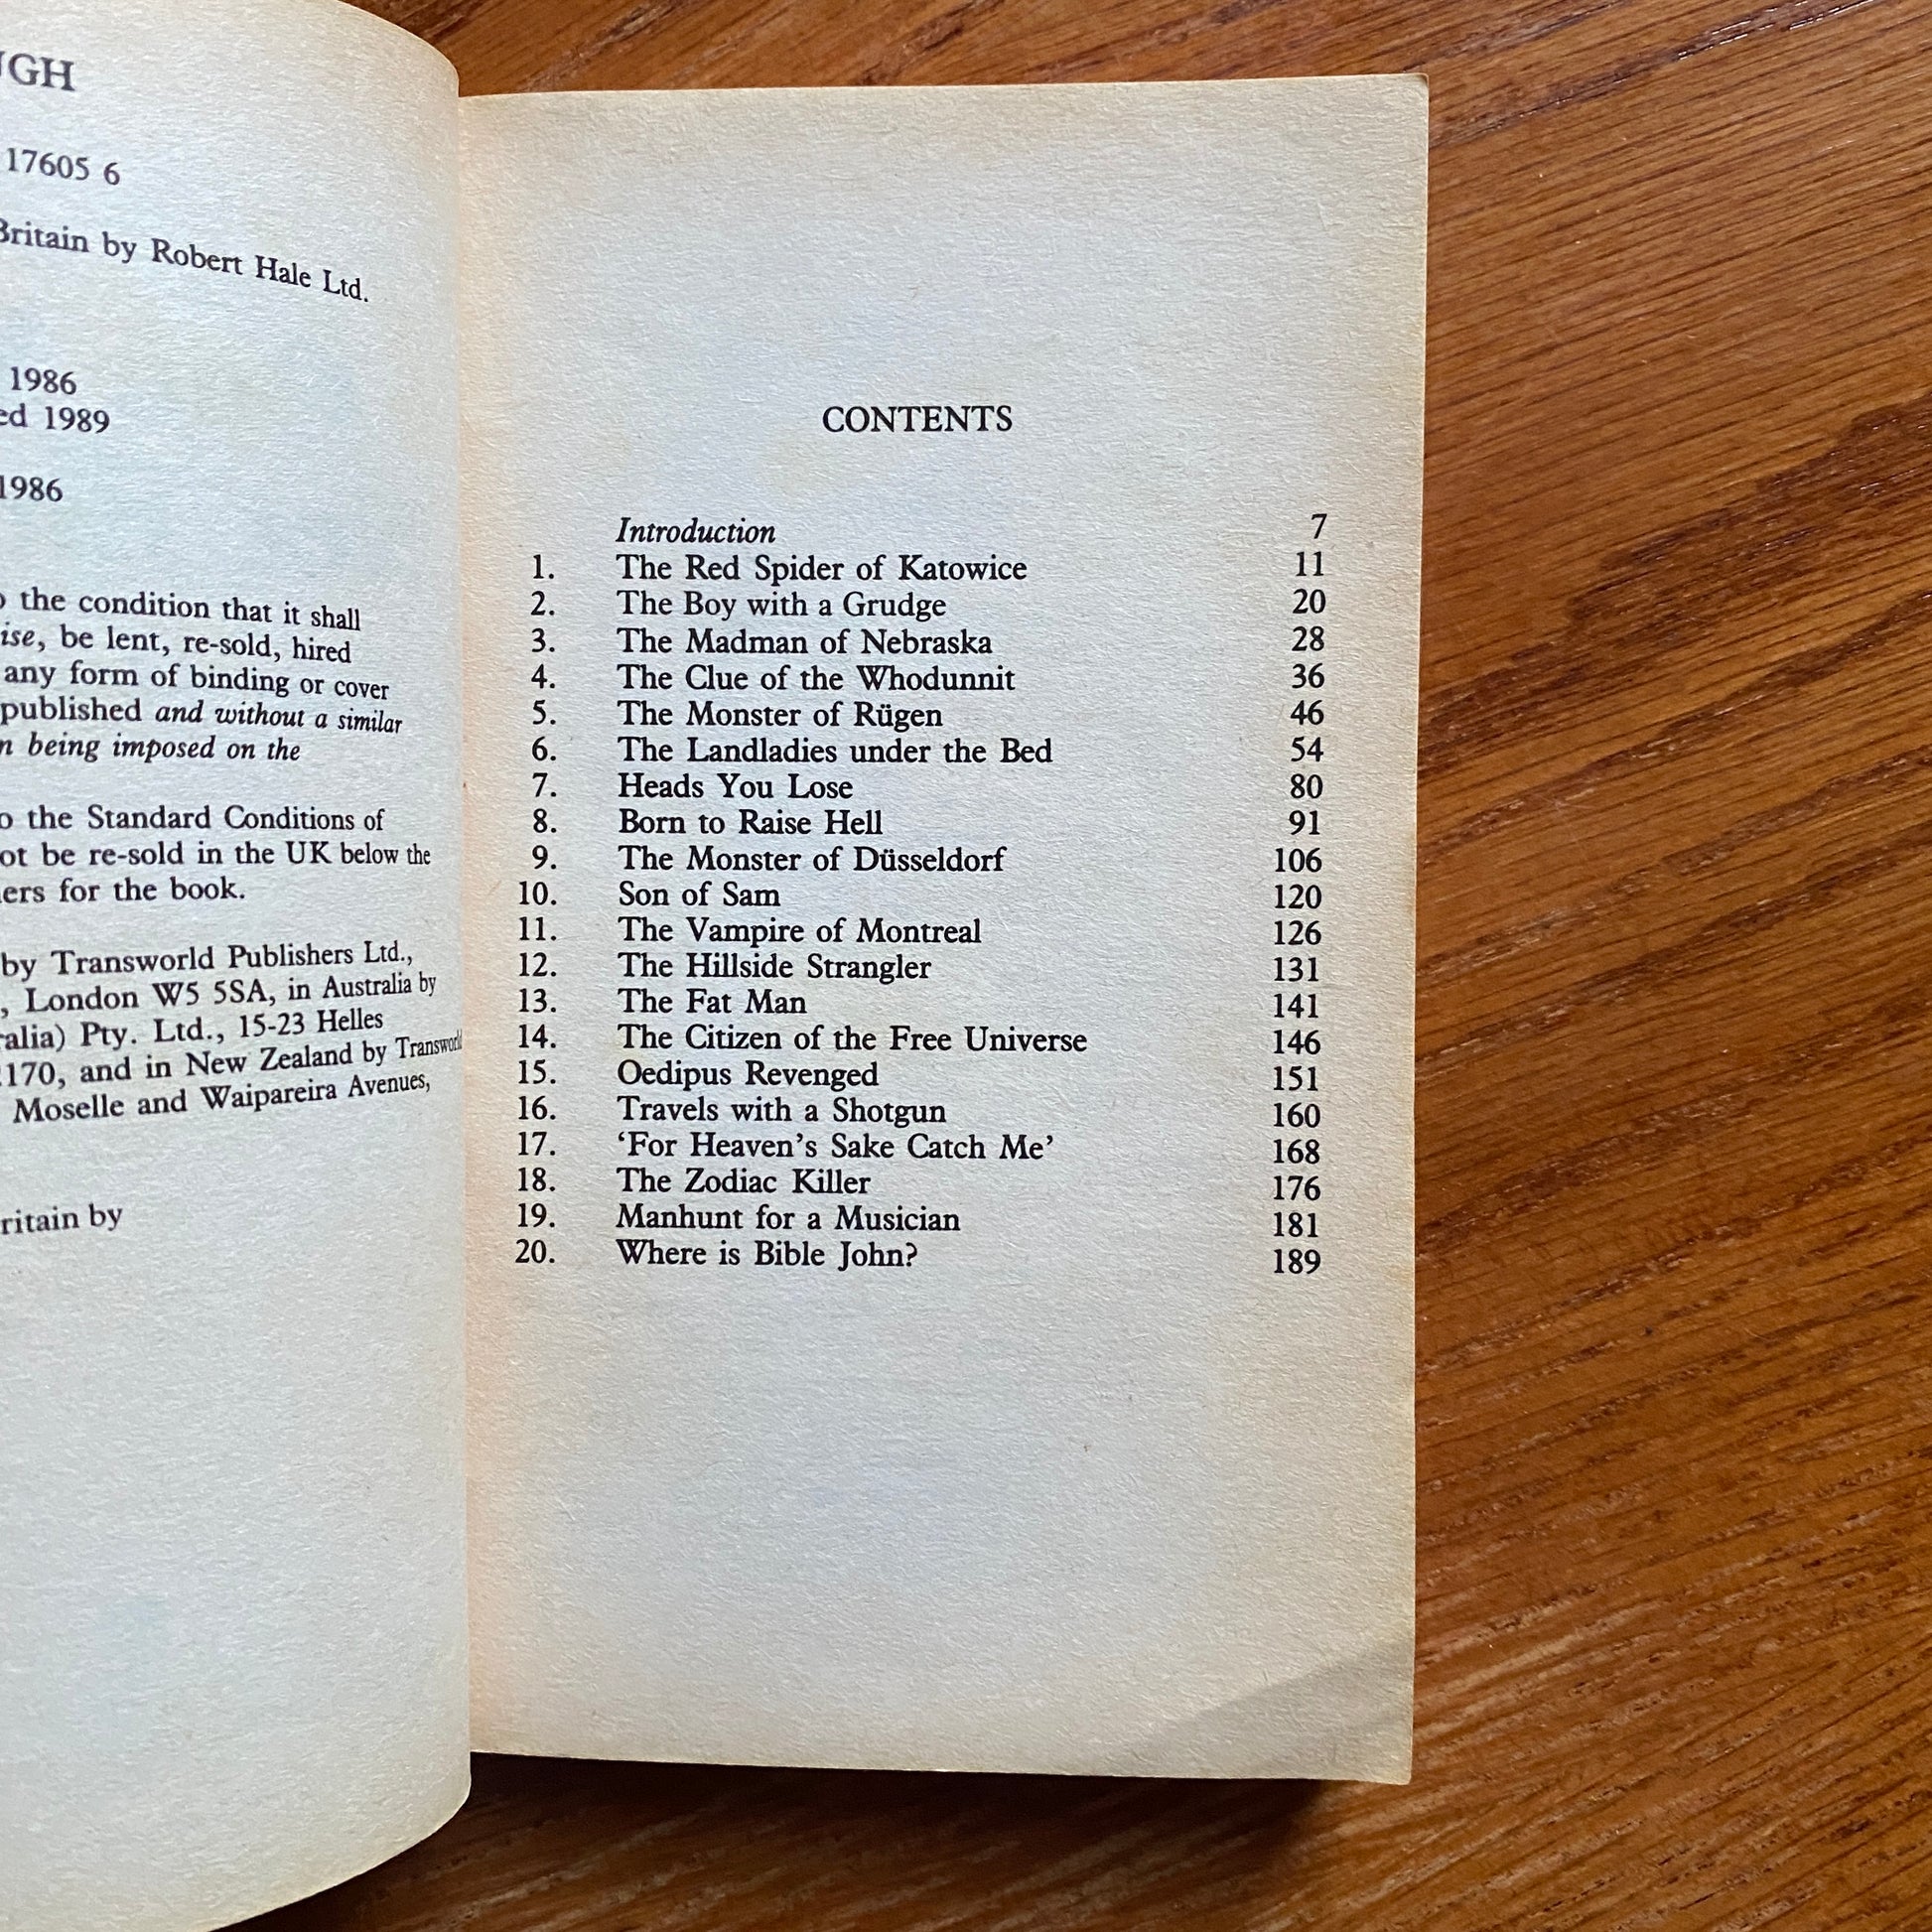 UGH
17605 6
Britain by Robert Hale Ltd.
1986
ed 1989
1986
o the condition that it shall
ise, be lent, re-sold, hired
any form of binding or cover
published and without a similar
n being imposed on the
o the Standard Conditions of
ot be re-sold in the UK below the
ers for the book.
by Transworld Publishers Ltd.,
, London W5 5SA, in Australia by
ralia) Pty. Ltd., 15-23 Helles
2170, and in New Zealand by Transworld
Moselle and Waipareira Avenues,
ritain by
CONTENTS
Introduction 7
1. The Red Spider of Katowice 11
2. The Boy with a Grudge 20
3. The Madman of Nebraska 28
4. The Clue of the Whodunnit 36
5. The Monster of Rügen 46
6. The Landladies under the Bed 54
7. Heads You Lose 80
8. Born to Raise Hell 91
9. The Monster of Düsseldorf 106
10. Son of Sam 120
11. The Vampire of Montreal 126
12. The Hillside Strangler 131
13. The Fat Man 141
14. The Citizen of the Free Universe 146
15. Oedipus Revenged 151
16. Travels with a Shotgun 160
17. ‘For Heaven’s Sake Catch Me’ 168
18. The Zodiac Killer 176
19. Manhunt for a Musician 181
20. Where is Bible John? 189